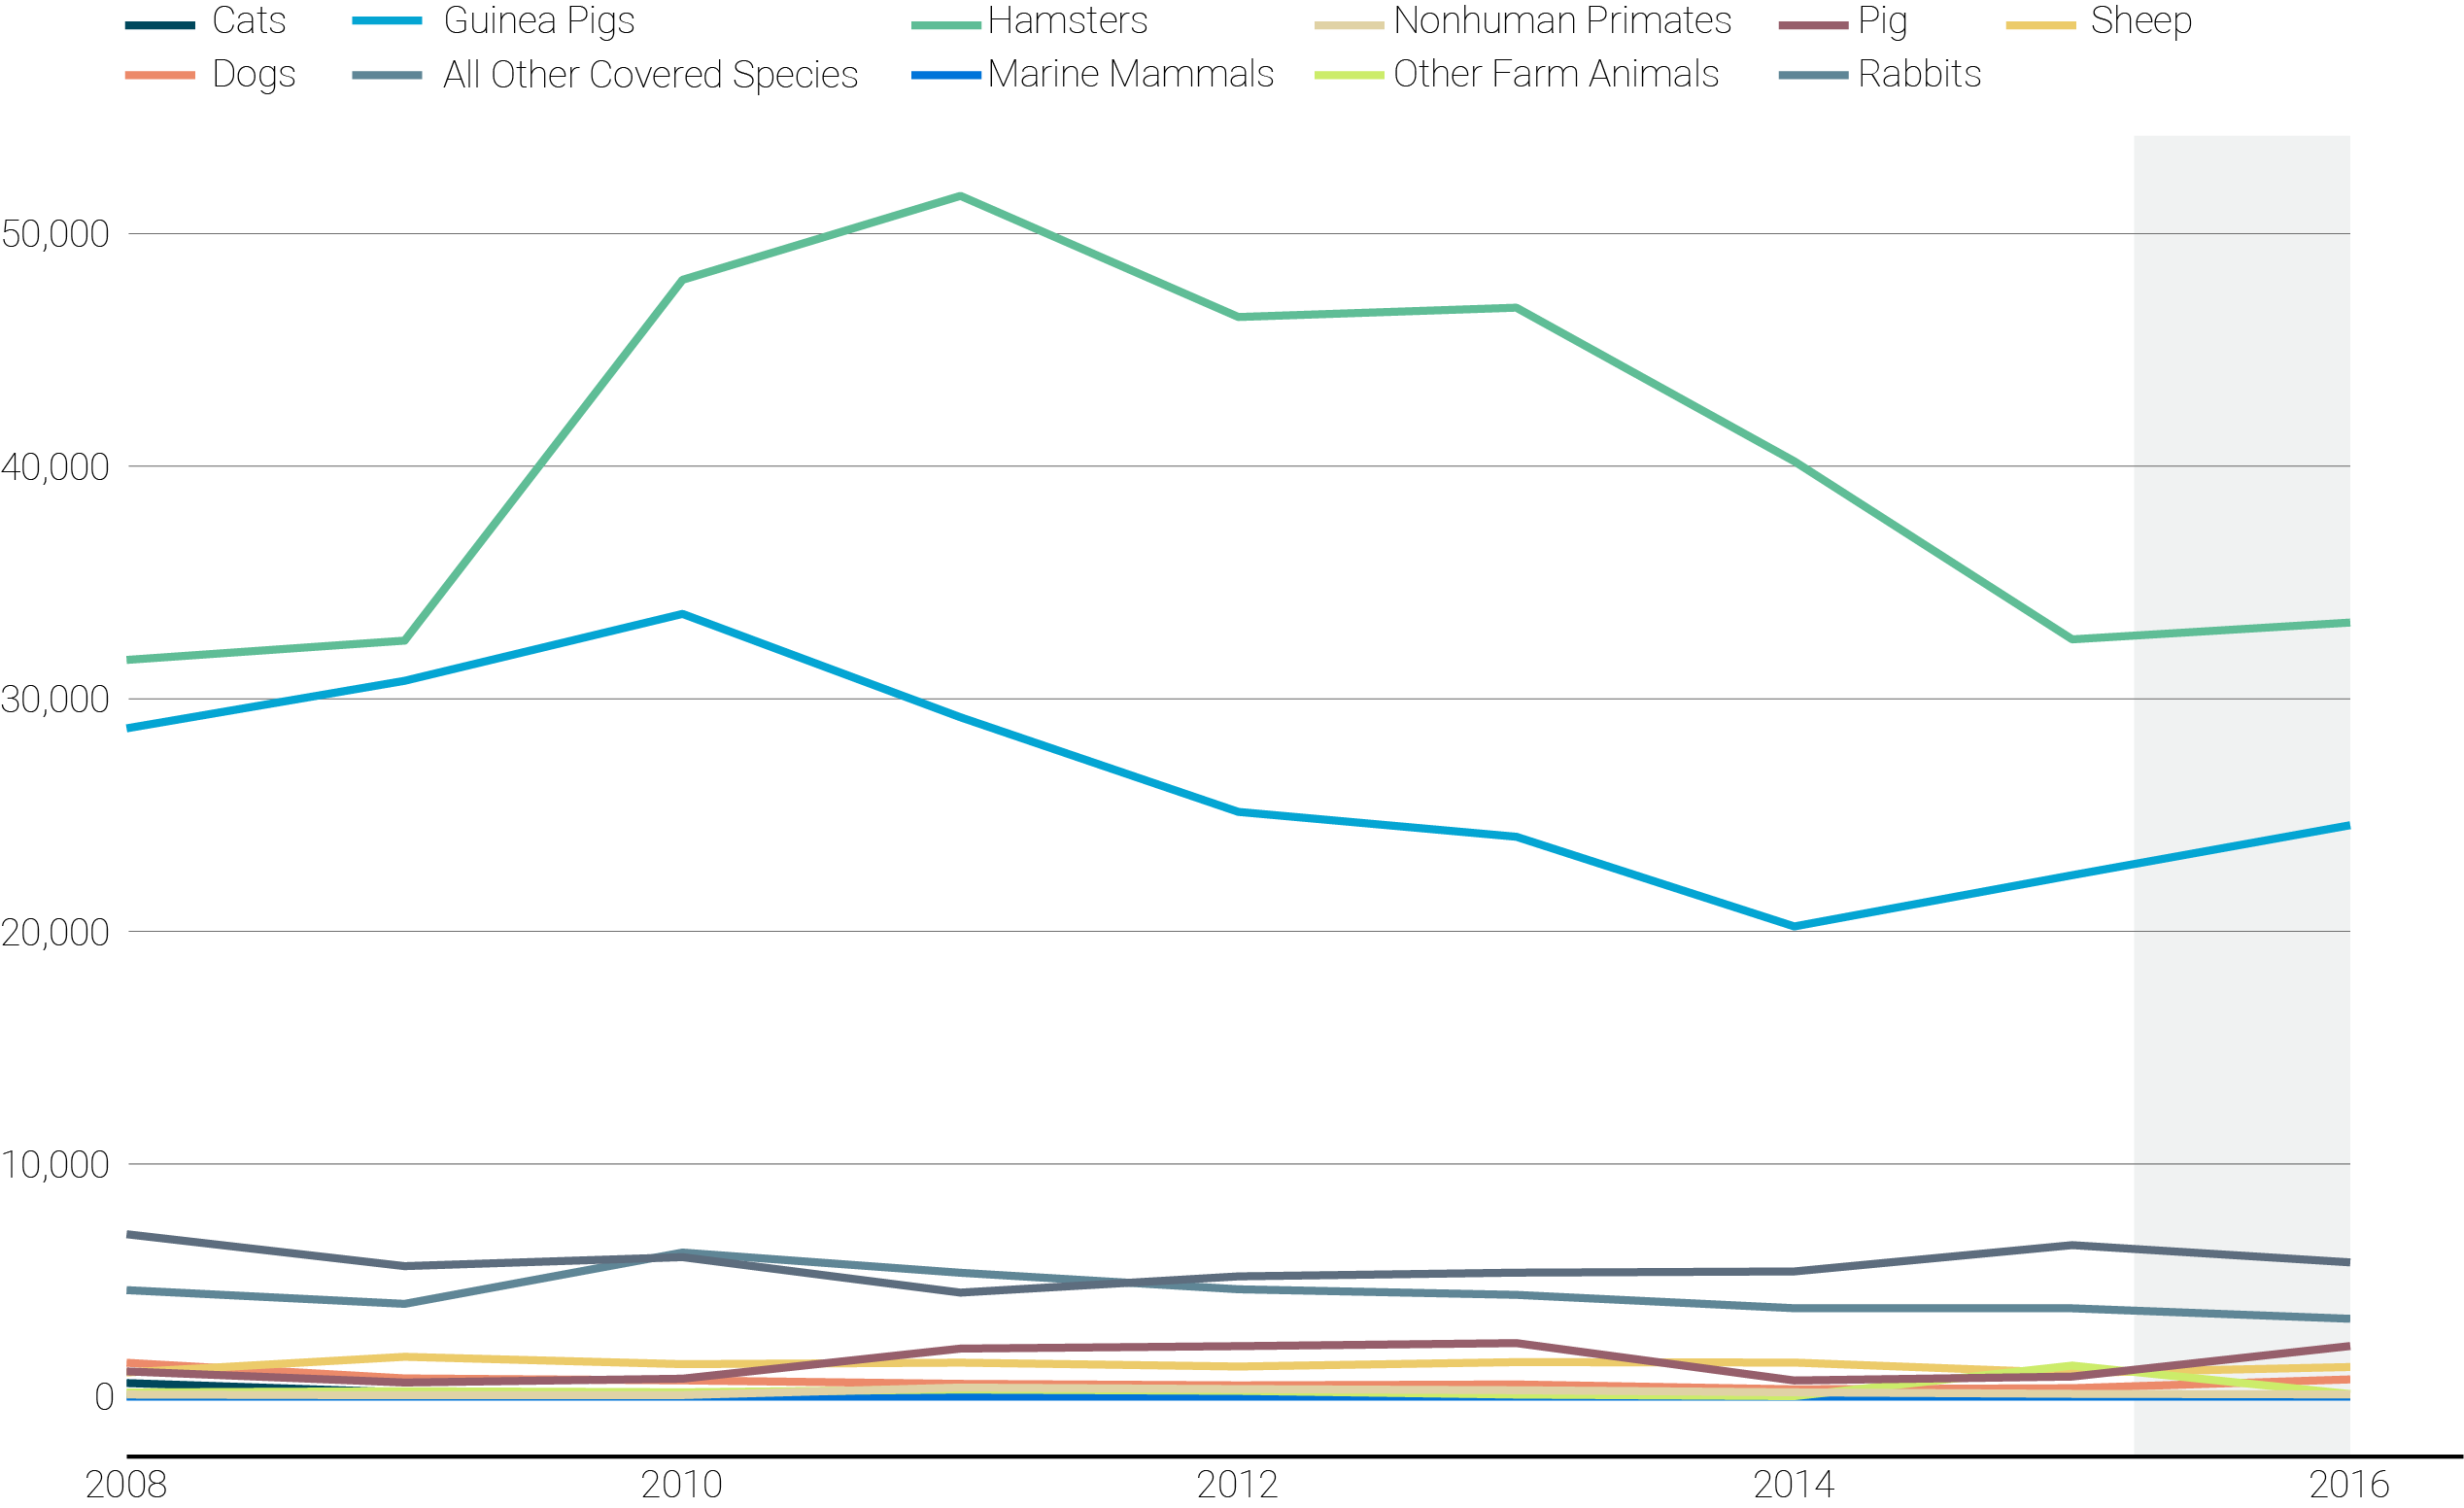 Cats Guinea Pigs Hamsters Nonhuman Primates Pig Sheep
Dogs All Other Covered Species Marine Mammals Other Farm Animals Rabbits
50,000
40,000
30,000
20,000
10,000
0
2008 2010 2012 2014 2016